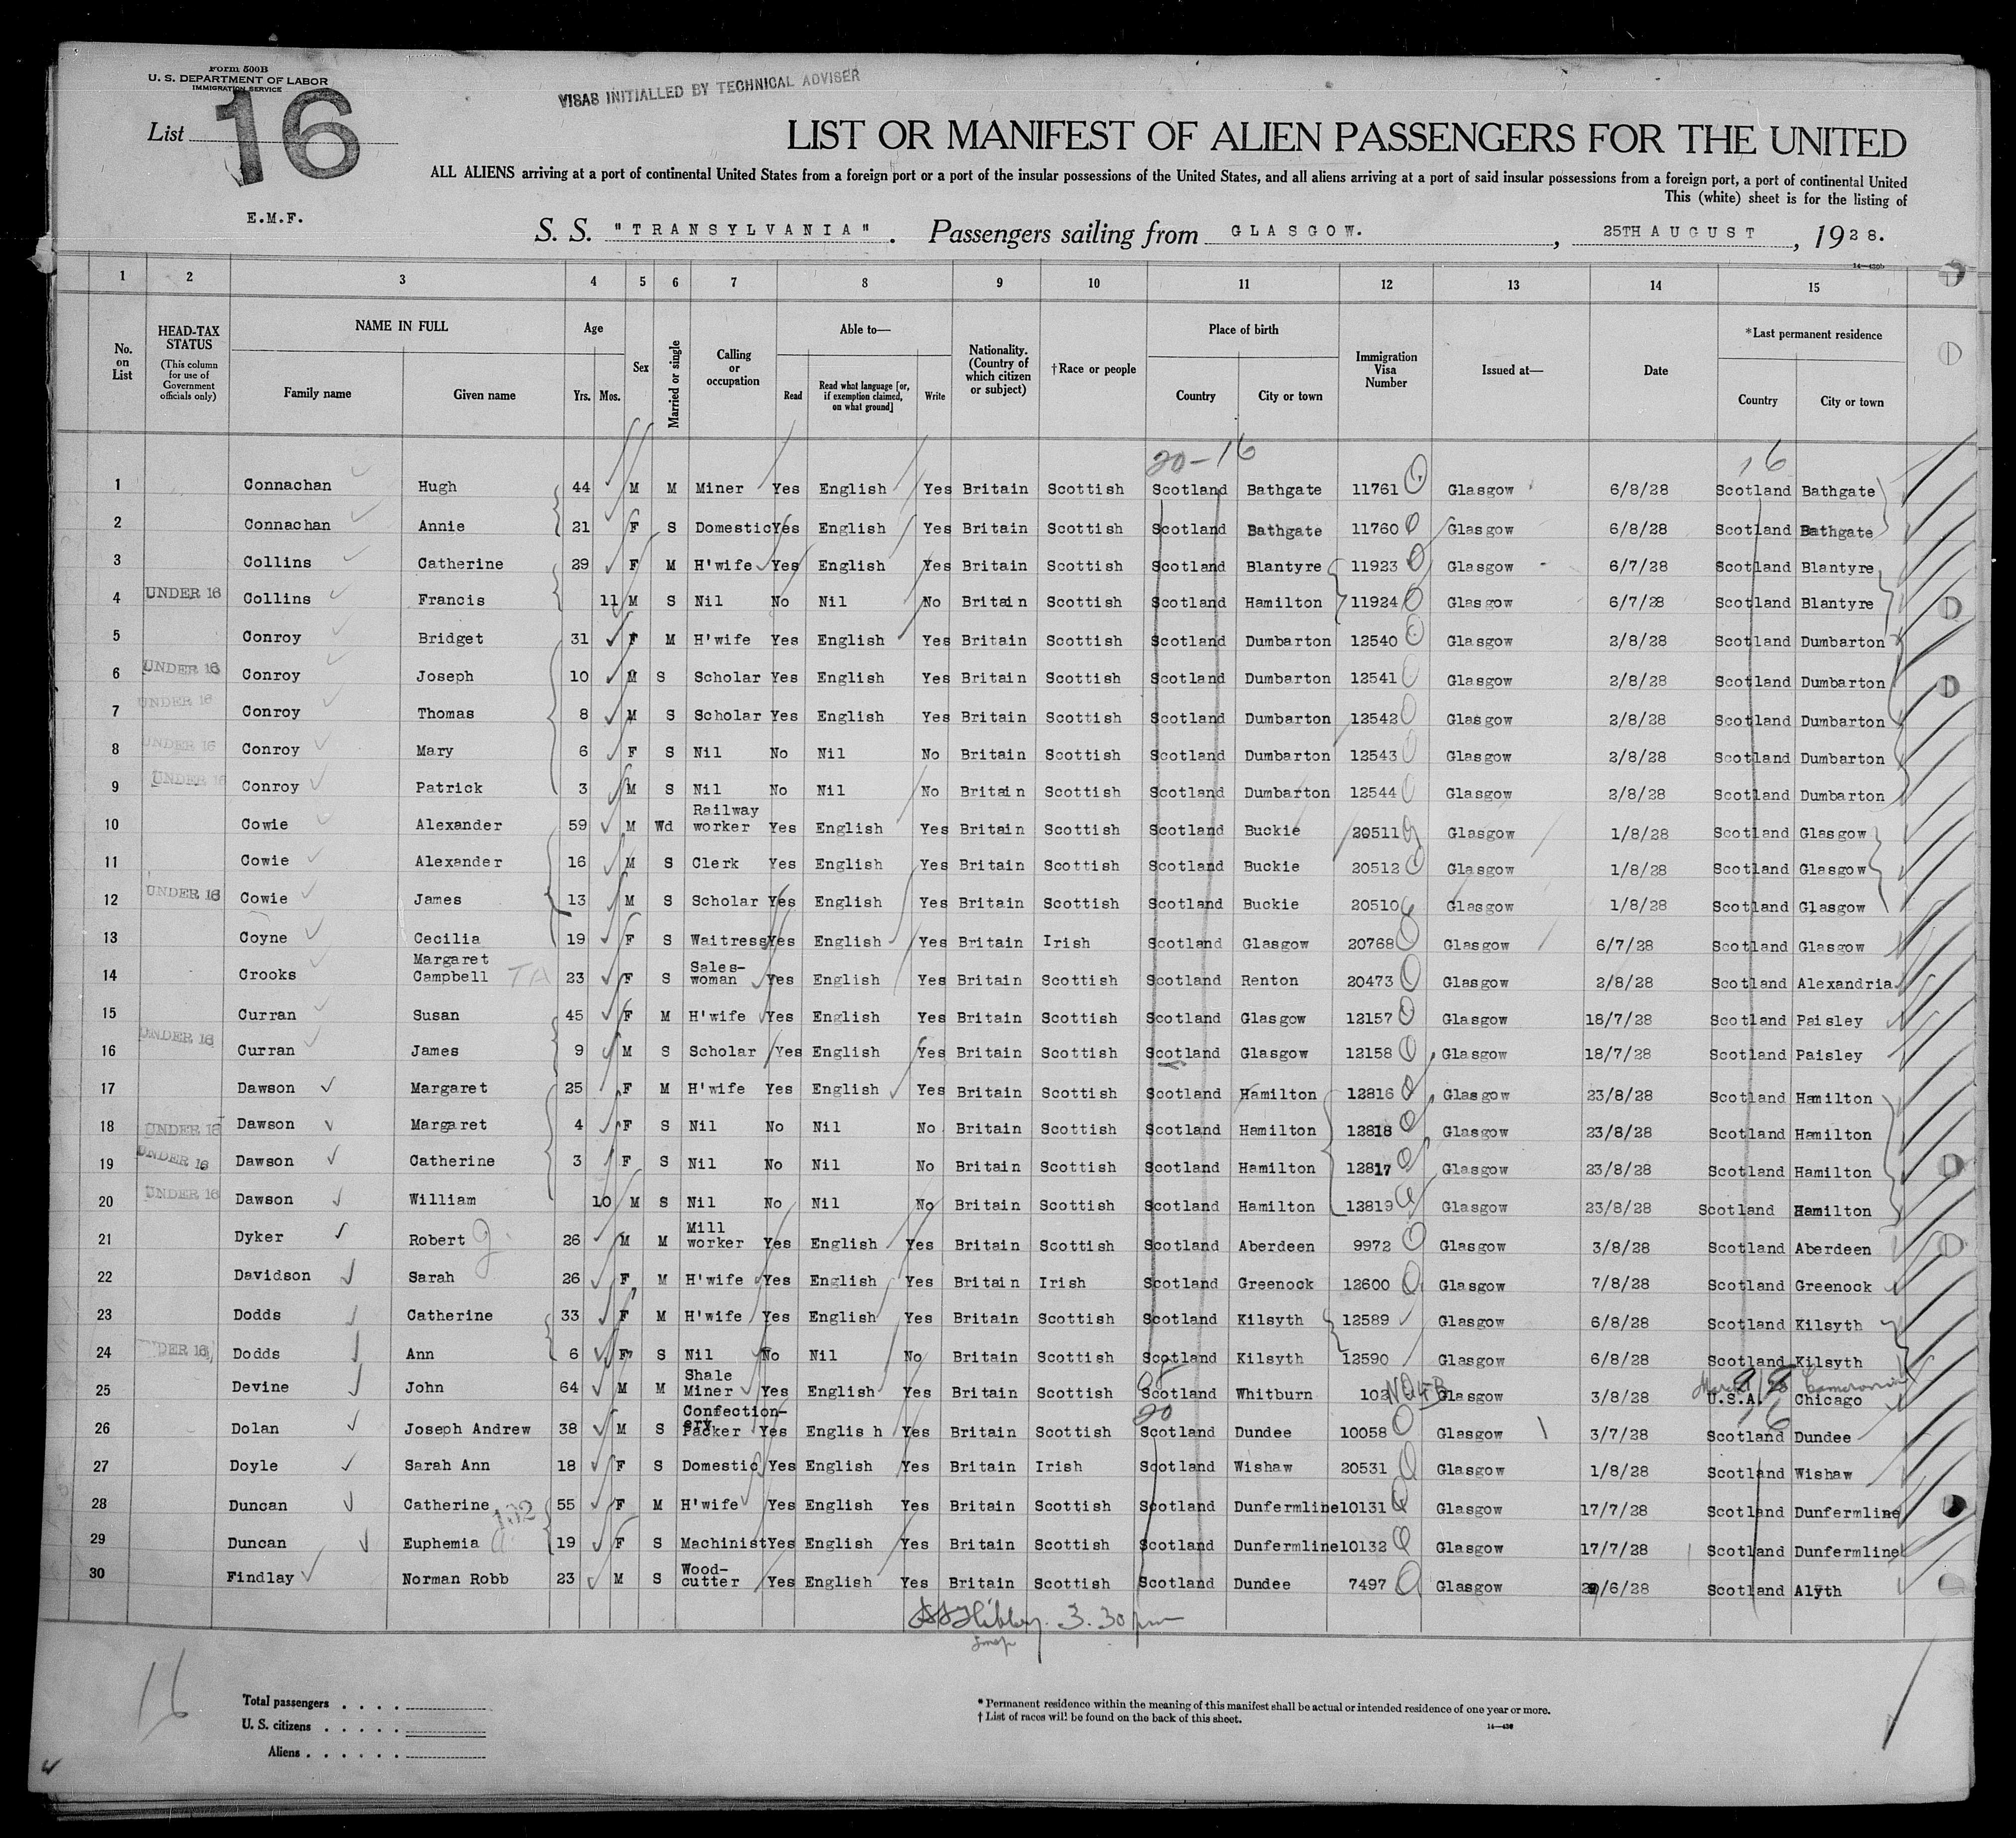 Form 500B
U. S. DEPARTMENT OF LABOR
IMMIGRATION SERVICE
VISAS INITIALLED BY TECHNICAL ADVISER
List 16
LIST OR MANIFEST OF ALIEN PASSENGERS FOR THE UNITED
ALL ALIENS arriving at a port of continental United States from a foreign port or a port of the insular possessions of the United States, and all aliens arriving at a port of said insular possessions from a foreign port, a port of continental United
This (white) sheet is for the listing of
E.M.F.
S. S. "TRANSYLVANIA". Passengers sailing from GLASGOW. , 25TH AUGUST , 1928.
14—430b
1 2 3 4 5 6 7 8 9 10 11 12 13 14 15
No. on List
HEAD-TAX STATUS (This column for use of Government officials only)
NAME IN FULL Family name Given name
Age Yrs. Mos.
Sex
Married or single
Calling or occupation
Able to— Read Read what language [or, if exemption claimed, on what ground] Write
Nationality. (Country of which citizen or subject)
†Race or people
Place of birth Country City or town
Immigration Visa Number
Issued at—
Date
*Last permanent residence Country City or town
20-16 16
1 Connachan Hugh 44 M M Miner Yes English Yes Britain Scottish Scotland Bathgate 11761 Glasgow 6/8/28 Scotland Bathgate
2 Connachan Annie 21 F S Domestic Yes English Yes Britain Scottish Scotland Bathgate 11760 Glasgow 6/8/28 Scotland Bathgate
3 Collins Catherine 29 F M H'wife Yes English Yes Britain Scottish Scotland Blantyre 11923 Glasgow 6/7/28 Scotland Blantyre
4 UNDER 16 Collins Francis 11 M S Nil No Nil No Britain Scottish Scotland Hamilton 11924 Glasgow 6/7/28 Scotland Blantyre
5 Conroy Bridget 31 F M H'wife Yes English Yes Britain Scottish Scotland Dumbarton 12540 Glasgow 2/8/28 Scotland Dumbarton
6 UNDER 16 Conroy Joseph 10 M S Scholar Yes English Yes Britain Scottish Scotland Dumbarton 12541 Glasgow 2/8/28 Scotland Dumbarton
7 UNDER 16 Conroy Thomas 8 M S Scholar Yes English Yes Britain Scottish Scotland Dumbarton 12542 Glasgow 2/8/28 Scotland Dumbarton
8 UNDER 16 Conroy Mary 6 F S Nil No Nil No Britain Scottish Scotland Dumbarton 12543 Glasgow 2/8/28 Scotland Dumbarton
9 UNDER 16 Conroy Patrick 3 M S Nil No Nil No Britain Scottish Scotland Dumbarton 12544 Glasgow 2/8/28 Scotland Dumbarton
10 Cowie Alexander 59 M Wd Railway worker Yes English Yes Britain Scottish Scotland Buckie 20511 Glasgow 1/8/28 Scotland Glasgow
11 Cowie Alexander 16 M S Clerk Yes English Yes Britain Scottish Scotland Buckie 20512 Glasgow 1/8/28 Scotland Glasgow
12 UNDER 16 Cowie James 13 M S Scholar Yes English Yes Britain Scottish Scotland Buckie 20510 Glasgow 1/8/28 Scotland Glasgow
13 Coyne Cecilia 19 F S Waitress Yes English Yes Britain Irish Scotland Glasgow 20768 Glasgow 6/7/28 Scotland Glasgow
14 Crooks Margaret Campbell TA 23 F S Sales-woman Yes English Yes Britain Scottish Scotland Renton 20473 Glasgow 2/8/28 Scotland Alexandria
15 Curran Susan 45 F M H'wife Yes English Yes Britain Scottish Scotland Glasgow 12157 Glasgow 18/7/28 Scotland Paisley
16 UNDER 16 Curran James 9 M S Scholar Yes English Yes Britain Scottish Scotland Glasgow 12158 Glasgow 18/7/28 Scotland Paisley
17 Dawson Margaret 25 F M H'wife Yes English Yes Britain Scottish Scotland Hamilton 12816 Glasgow 23/8/28 Scotland Hamilton
18 UNDER 16 Dawson Margaret 4 F S Nil No Nil No Britain Scottish Scotland Hamilton 12818 Glasgow 23/8/28 Scotland Hamilton
19 UNDER 16 Dawson Catherine 3 F S Nil No Nil No Britain Scottish Scotland Hamilton 12817 Glasgow 23/8/28 Scotland Hamilton
20 UNDER 16 Dawson William 10 M S Nil No Nil No Britain Scottish Scotland Hamilton 12819 Glasgow 23/8/28 Scotland Hamilton
21 Dyker Robert 26 M M Mill worker Yes English Yes Britain Scottish Scotland Aberdeen 9972 Glasgow 3/8/28 Scotland Aberdeen
22 Davidson Sarah 26 F M H'wife Yes English Yes Britain Irish Scotland Greenock 12600 Glasgow 7/8/28 Scotland Greenock
23 Dodds Catherine 33 F M H'wife Yes English Yes Britain Scottish Scotland Kilsyth 12589 Glasgow 6/8/28 Scotland Kilsyth
24 UNDER 16 Dodds Ann 6 F S Nil No Nil No Britain Scottish Scotland Kilsyth 12590 Glasgow 6/8/28 Scotland Kilsyth
25 Devine John 64 M M Shale Miner Yes English Yes Britain Scottish Scotland Whitburn 102 Glasgow 3/8/28 U.S.A. Chicago
26 Dolan Joseph Andrew 38 M S Confection-ery Packer Yes English Yes Britain Scottish 20 Scotland Dundee 10058 Glasgow 3/7/28 16 Scotland Dundee
27 Doyle Sarah Ann 18 F S Domestic Yes English Yes Britain Irish Scotland Wishaw 20531 Glasgow 1/8/28 Scotland Wishaw
28 Duncan Catherine 55 F M H'wife Yes English Yes Britain Scottish Scotland Dunfermline 10131 Glasgow 17/7/28 Scotland Dunfermline
29 Duncan Euphemia 19 F S Machinist Yes English Yes Britain Scottish Scotland Dunfermline 10132 Glasgow 17/7/28 Scotland Dunfermline
30 Findlay Norman Robb 23 M S Wood-cutter Yes English Yes Britain Scottish Scotland Dundee 7497 Glasgow /6/28 Scotland Alyth
3.30 pm
16
Total passengers . . . .
U. S. citizens . . . . .
Aliens . . . . . .
* Permanent residence within the meaning of this manifest shall be actual or intended residence of one year or more.
† List of races will be found on the back of this sheet.
14—430